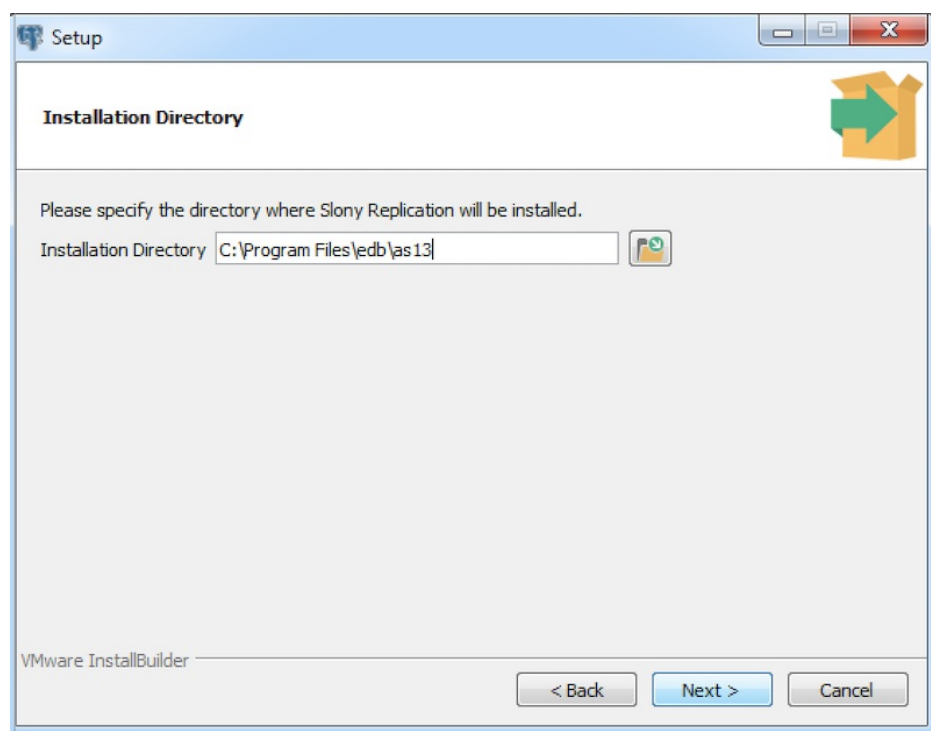 Setup
Installation Directory
Please specify the directory where Slony Replication will be installed.
Installation Directory C:\Program Files\edb\as13
VMware InstallBuilder
< Back Next > Cancel